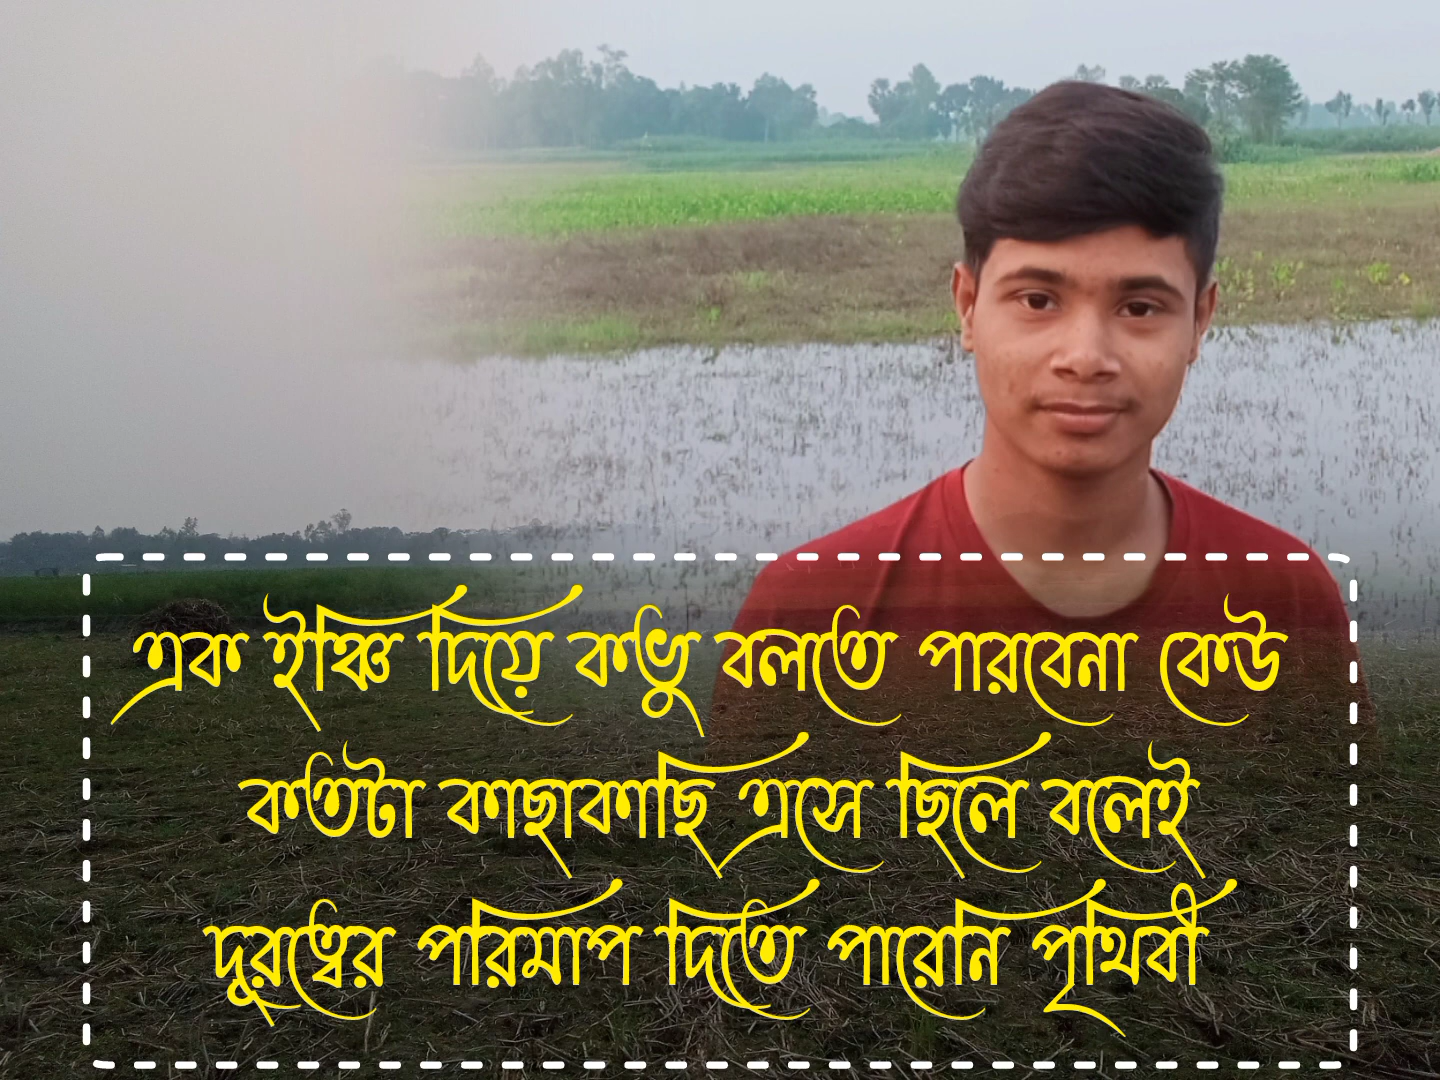 এক ইঞ্চি দিয়ে কভু বলতে পারবেনা কেউ
কতটা কাছাকাছি এসে ছিলে বলেই
দূরত্বের পরিমাপ দিতে পারেনি পৃথিবী